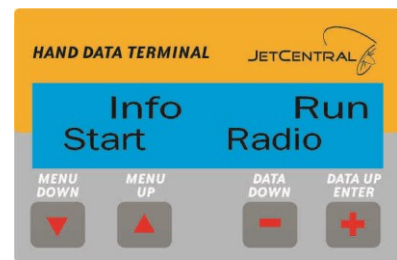 HAND DATA TERMINAL JETCENTRAL
Info Run
Start Radio
MENU DOWN MENU UP DATA DOWN DATA UP ENTER